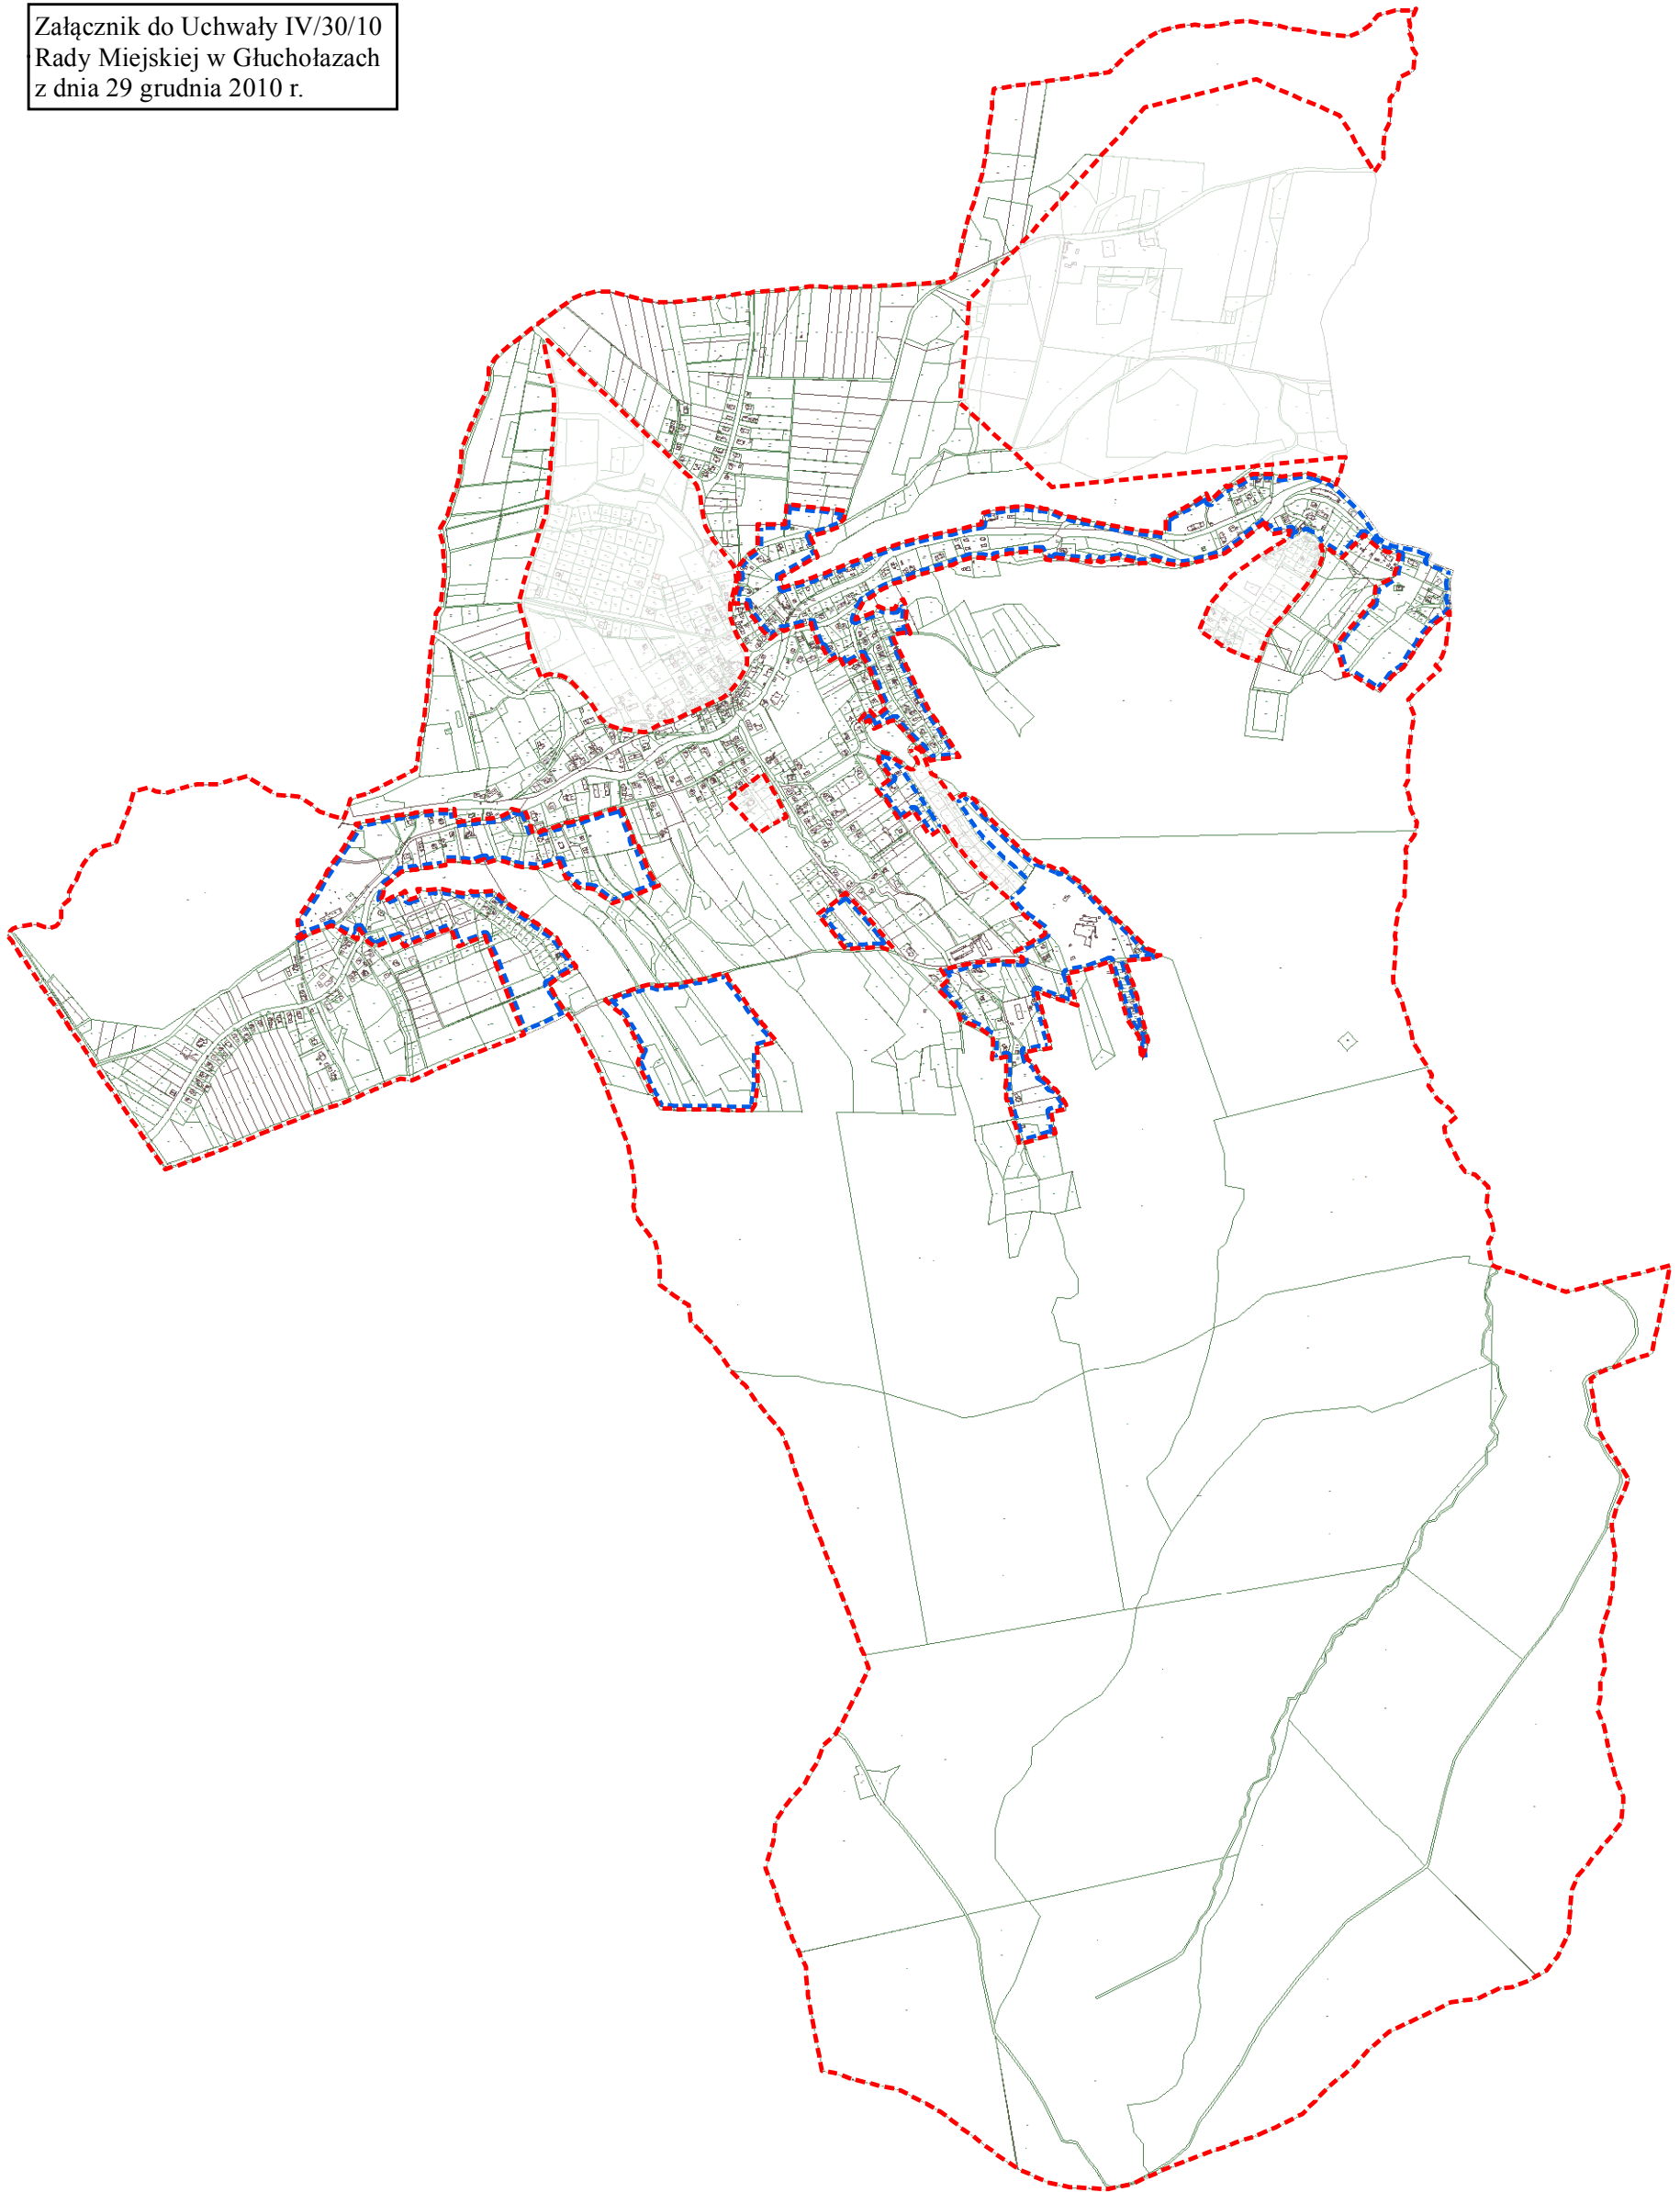 Załącznik do Uchwały IV/30/10
Rady Miejskiej w Głuchołazach
z dnia 29 grudnia 2010 r.